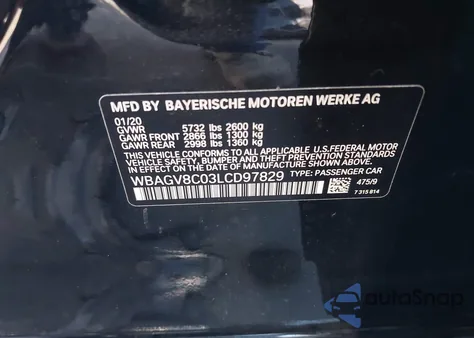 MFD BY BAYERISCHE MOTOREN WERKE AG
01/20
GVWR 5732 lbs 2600 kg
GAWR FRONT 2866 lbs 1300 kg
GAWR REAR 2998 lbs 1360 kg
THIS VEHICLE CONFORMS TO ALL APPLICABLE U.S.FEDERAL MOTOR
VEHICLE SAFETY, BUMPER AND THEFT PREVENTION STANDARDS IN
EFFECT ON THE DATE OF MANUFACTURE SHOWN ABOVE.
WBAGV8C03LCD97829 TYPE: PASSENGER CAR
475/9
7 315 814
autoSnap